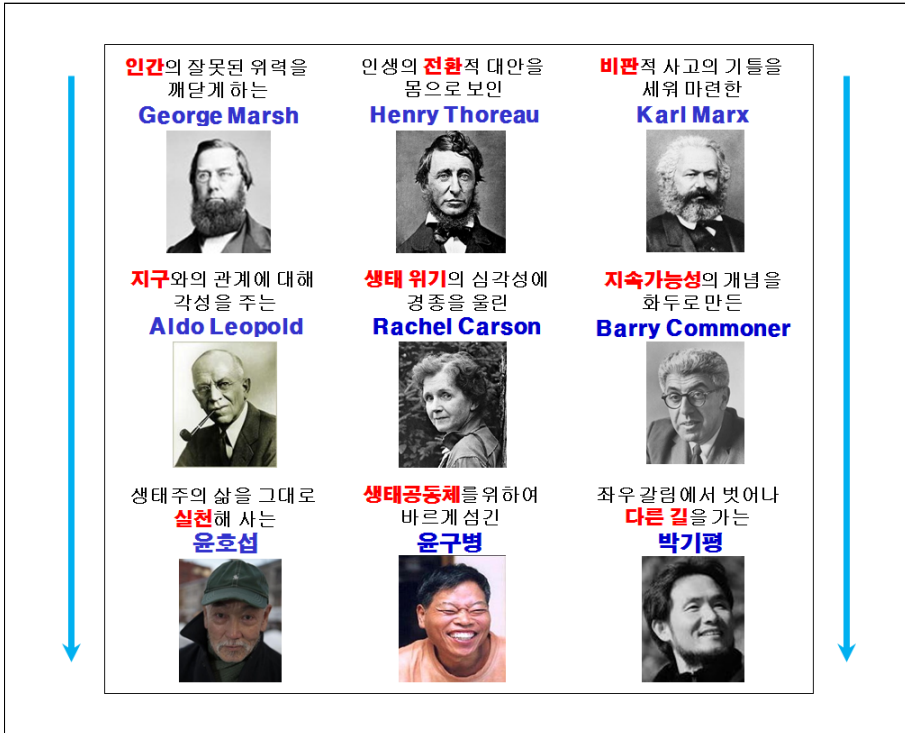 인간의 잘못된 위력을
깨닫게 하는
George Marsh
인생의 전환적 대안을
몸으로 보인
Henry Thoreau
비판적 사고의 기틀을
세워 마련한
Karl Marx
지구와의 관계에 대해
각성을 주는
Aldo Leopold
생태 위기의 심각성에
경종을 울린
Rachel Carson
지속가능성의 개념을
화두로 만든
Barry Commoner
생태주의 삶을 그대로
실천해 사는
윤호섭
생태공동체를 위하여
바르게 섬긴
윤구병
좌우 갈림에서 벗어나
다른 길을 가는
박기평